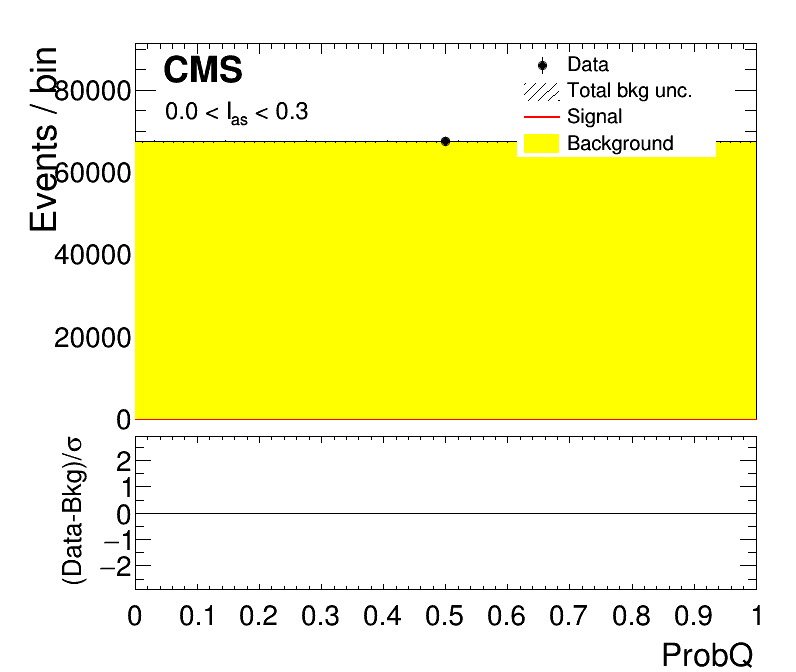 CMS
0.0 < Ias < 0.3
Data
Total bkg unc.
Signal
Background
Events / bin
80000
60000
40000
20000
0
(Data-Bkg)/σ
2
1
0
−1
−2
0 0.1 0.2 0.3 0.4 0.5 0.6 0.7 0.8 0.9 1
ProbQ